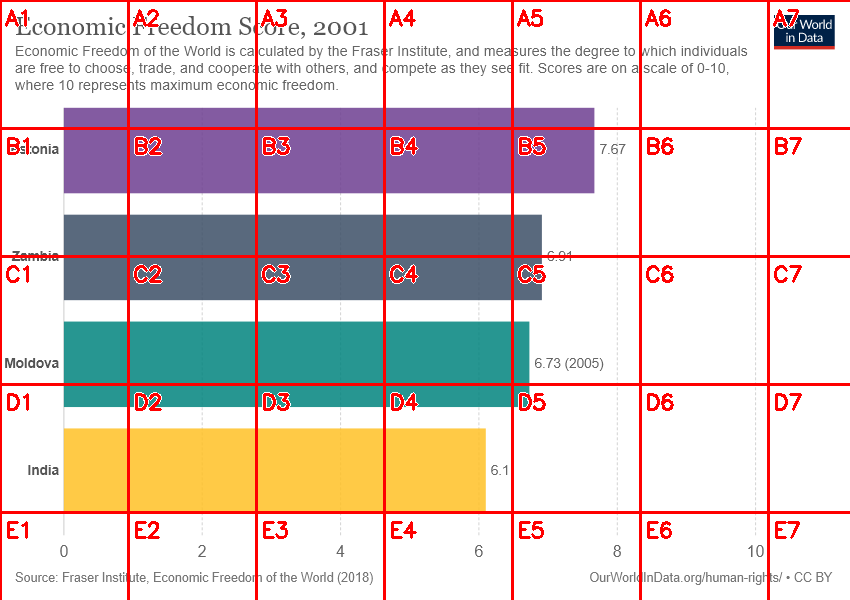 Economic Freedom Score, 2001
Our World
in Data
Economic Freedom of the World is calculated by the Fraser Institute, and measures the degree to which individuals
are free to choose, trade, and cooperate with others, and compete as they see fit. Scores are on a scale of 0-10,
where 10 represents maximum economic freedom.
A1 A2 A3 A4 A5 A6 A7
Estonia 7.67
B1 B2 B3 B4 B5 B6 B7
Zambia 6.91
C1 C2 C3 C4 C5 C6 C7
Moldova 6.73 (2005)
D1 D2 D3 D4 D5 D6 D7
India 6.1
E1 E2 E3 E4 E5 E6 E7
0 2 4 6 8 10
Source: Fraser Institute, Economic Freedom of the World (2018)
OurWorldInData.org/human-rights/ • CC BY